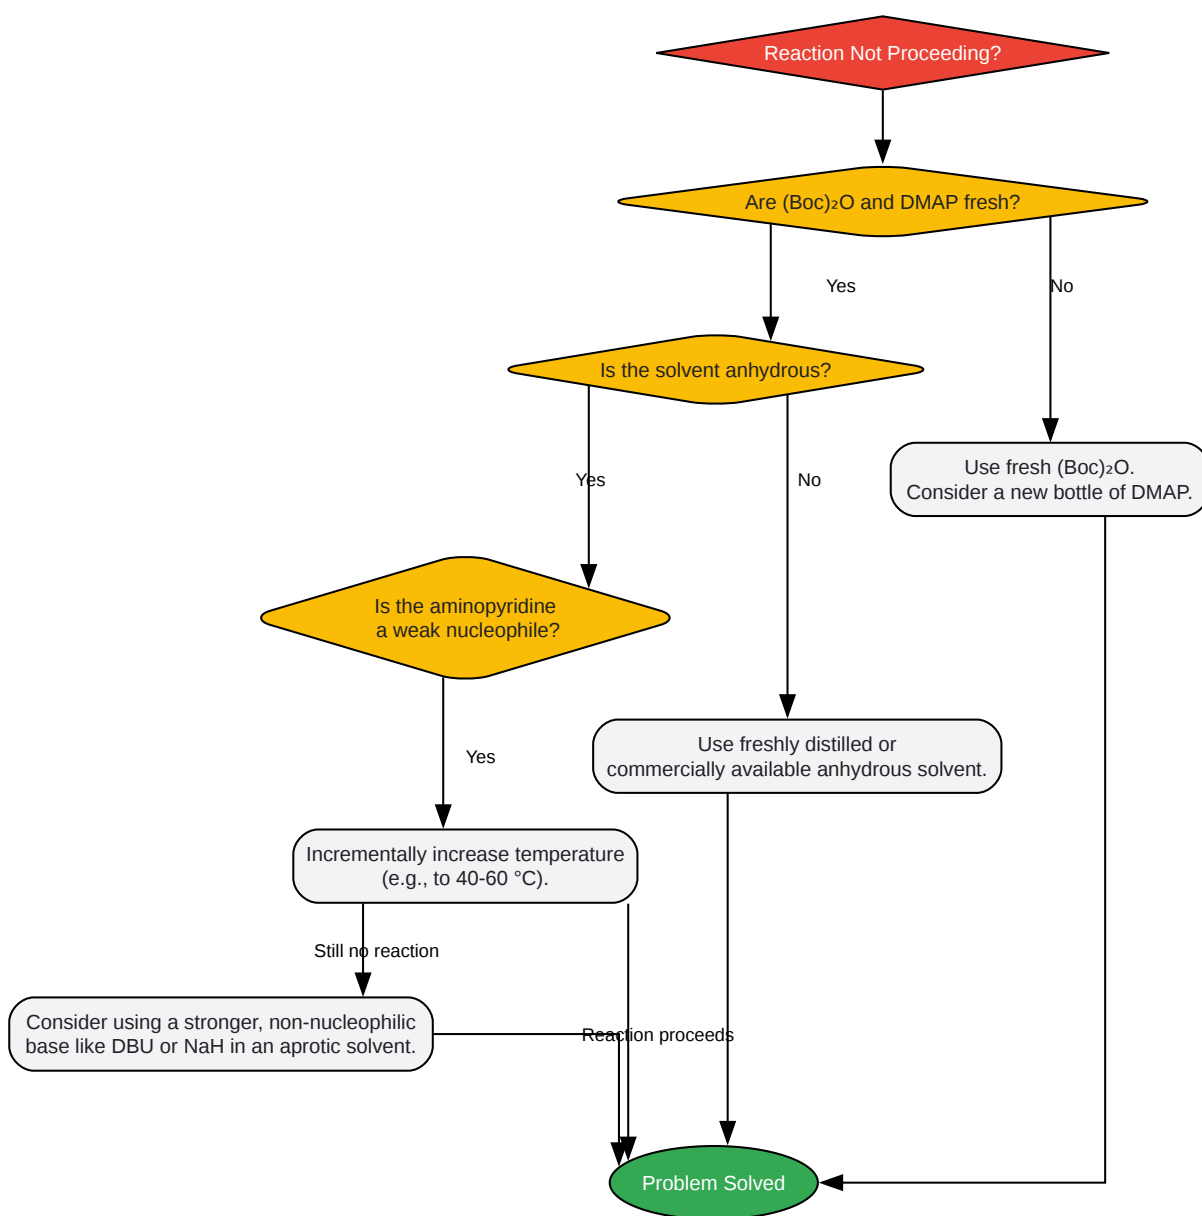 Reaction Not Proceeding?
Are (Boc)₂O and DMAP fresh?
Yes
No
Is the solvent anhydrous?
Yes
No
Use fresh (Boc)₂O.
Consider a new bottle of DMAP.
Is the aminopyridine
a weak nucleophile?
Use freshly distilled or
commercially available anhydrous solvent.
Yes
Incrementally increase temperature
(e.g., to 40-60 °C).
Still no reaction
Consider using a stronger, non-nucleophilic
base like DBU or NaH in an aprotic solvent.
Reaction proceeds
Problem Solved